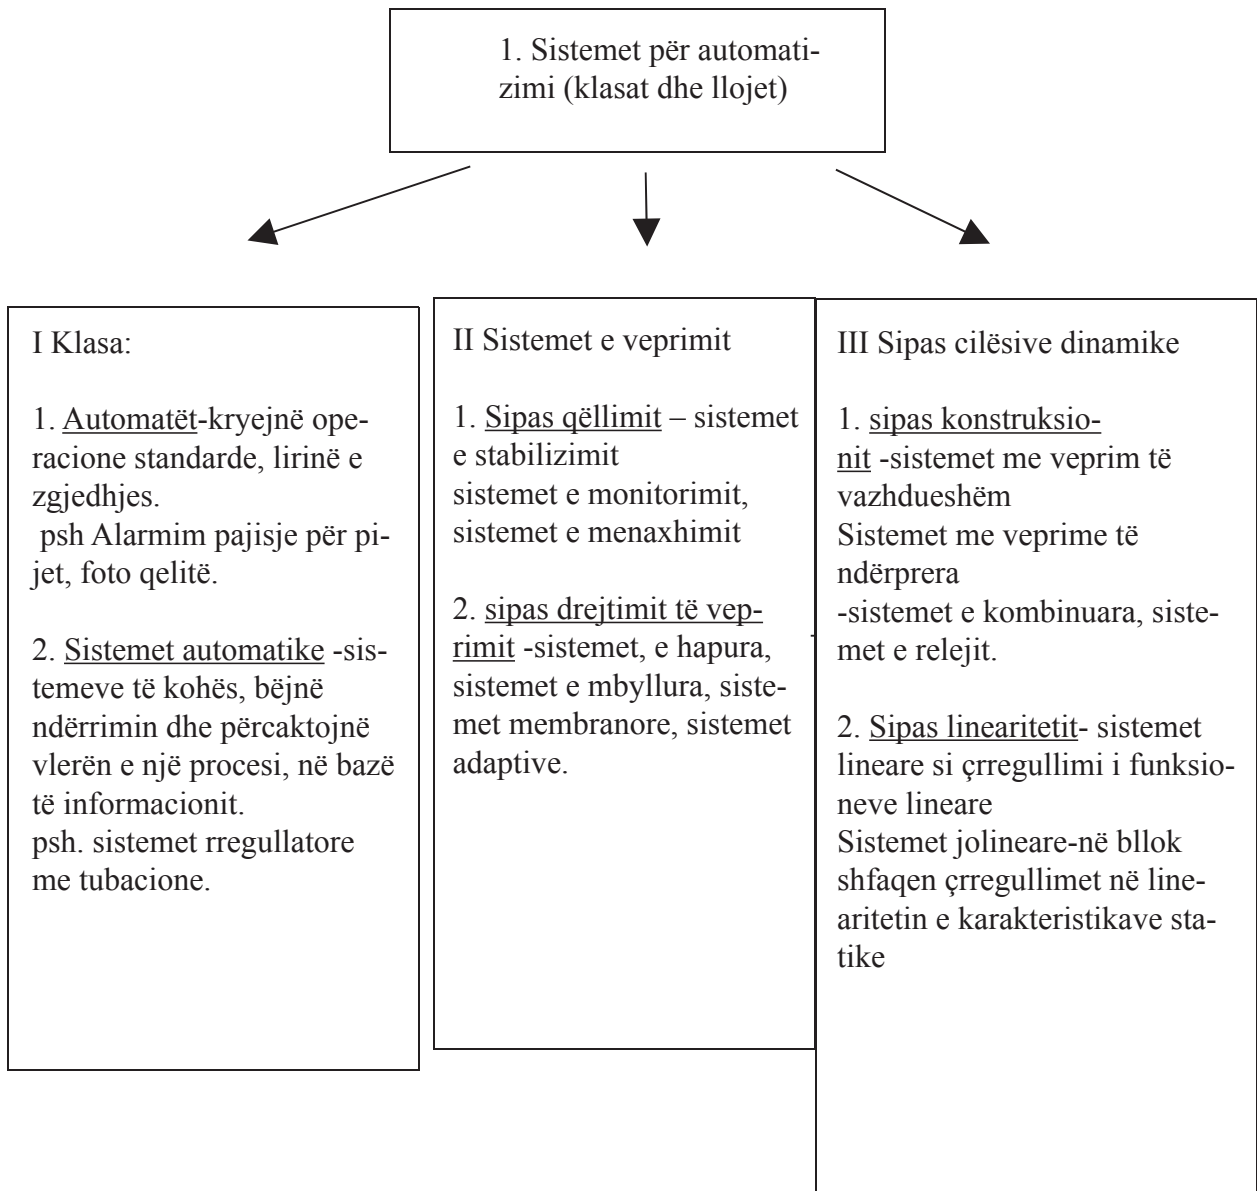 1. Sistemet për automati-
zimi (klasat dhe llojet)
I Klasa:
1. Automatët-kryejnë ope-
racione standarde, lirinë e
zgjedhjes.
psh Alarmim pajisje për pi-
jet, foto qelitë.
2. Sistemet automatike -sis-
temeve të kohës, bëjnë
ndërrimin dhe përcaktojnë
vlerën e një procesi, në bazë
të informacionit.
psh. sistemet rregullatore
me tubacione.
II Sistemet e veprimit
1. Sipas qëllimit – sistemet
e stabilizimit
sistemet e monitorimit,
sistemet e menaxhimit
2. sipas drejtimit të vep-
rimit -sistemet, e hapura,
sistemet e mbyllura, siste-
met membranore, sistemet
adaptive.
III Sipas cilësive dinamike
1. sipas konstruksio-
nit -sistemet me veprim të
vazhdueshëm
Sistemet me veprime të
ndërprera
-sistemet e kombinuara, siste-
met e relejit.
2. Sipas linearitetit- sistemet
lineare si çrregullimi i funksio-
neve lineare
Sistemet jolineare-në bllok
shfaqen çrregullimet në line-
aritetin e karakteristikave sta-
tike